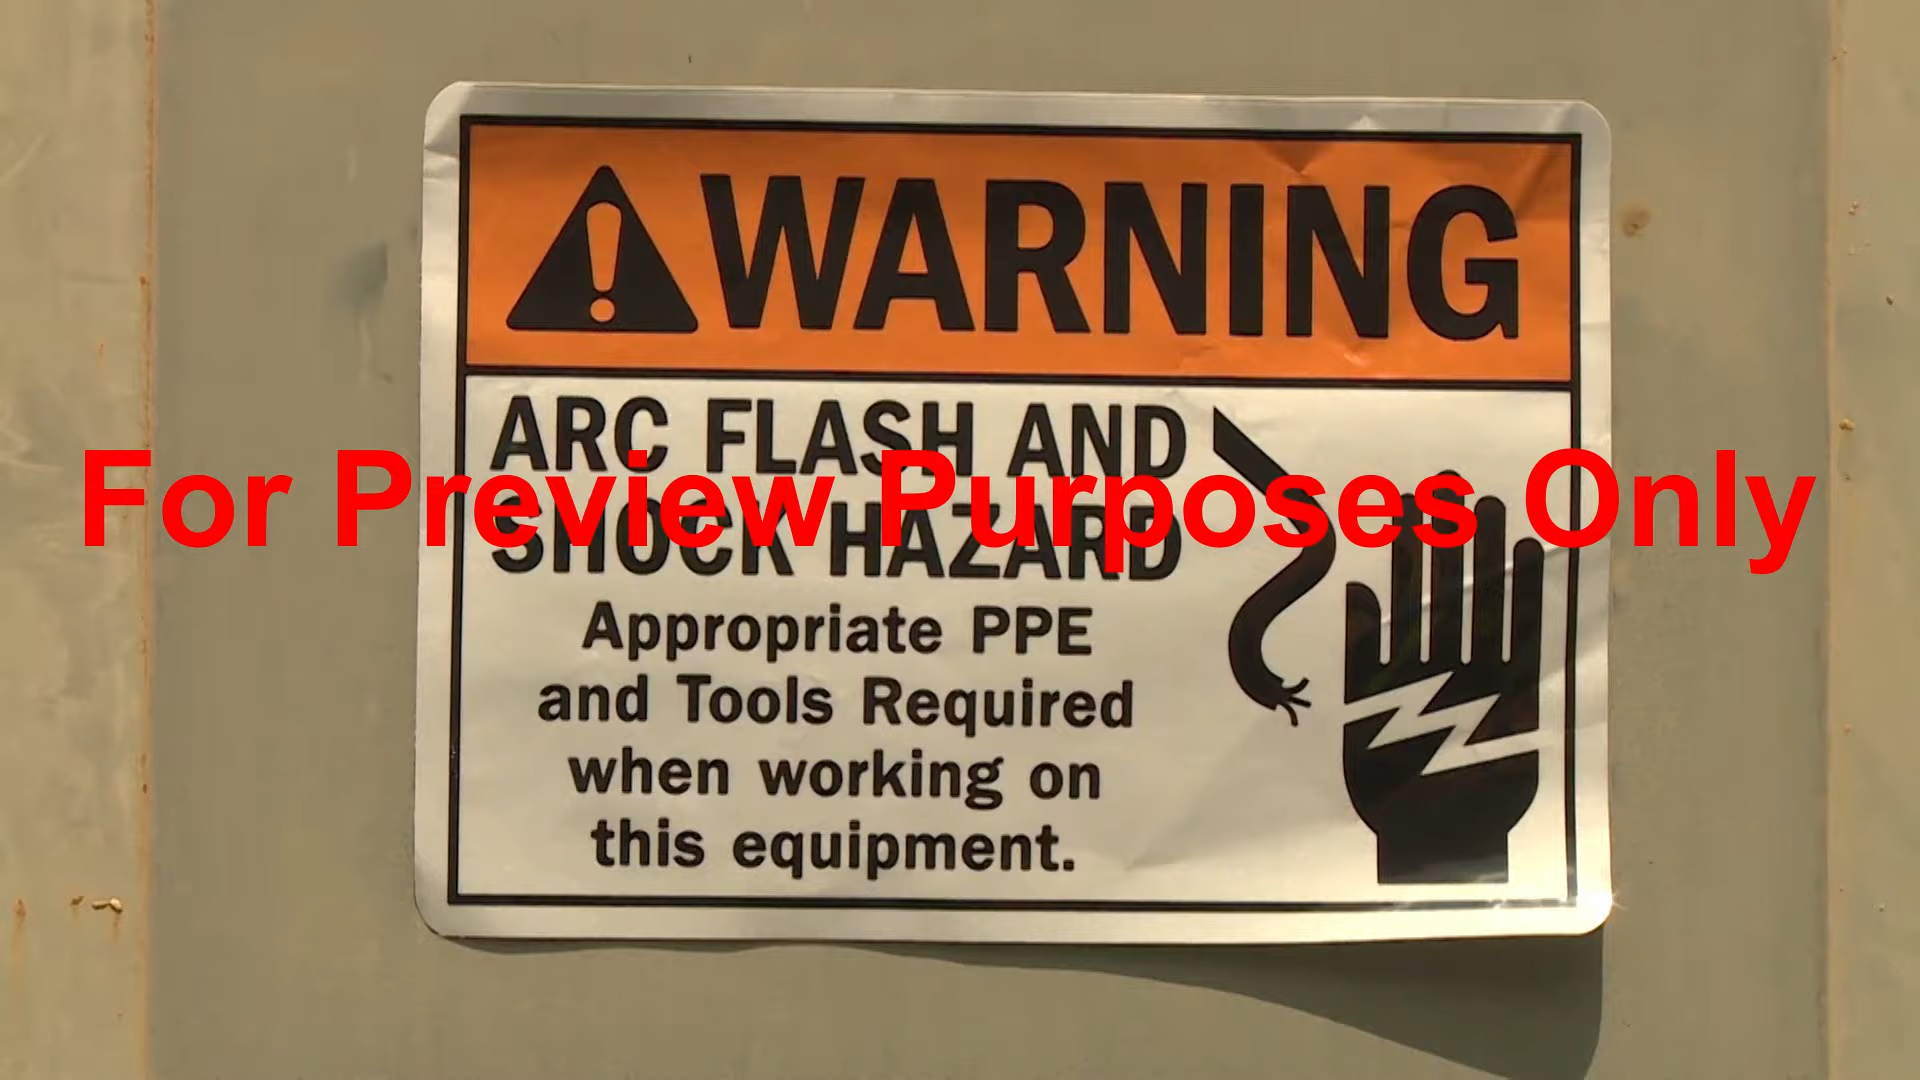 WARNING
ARC FLASH AND
For Preview Purposes Only
SHOCK HAZARD
Appropriate PPE
and Tools Required
when working on
this equipment.